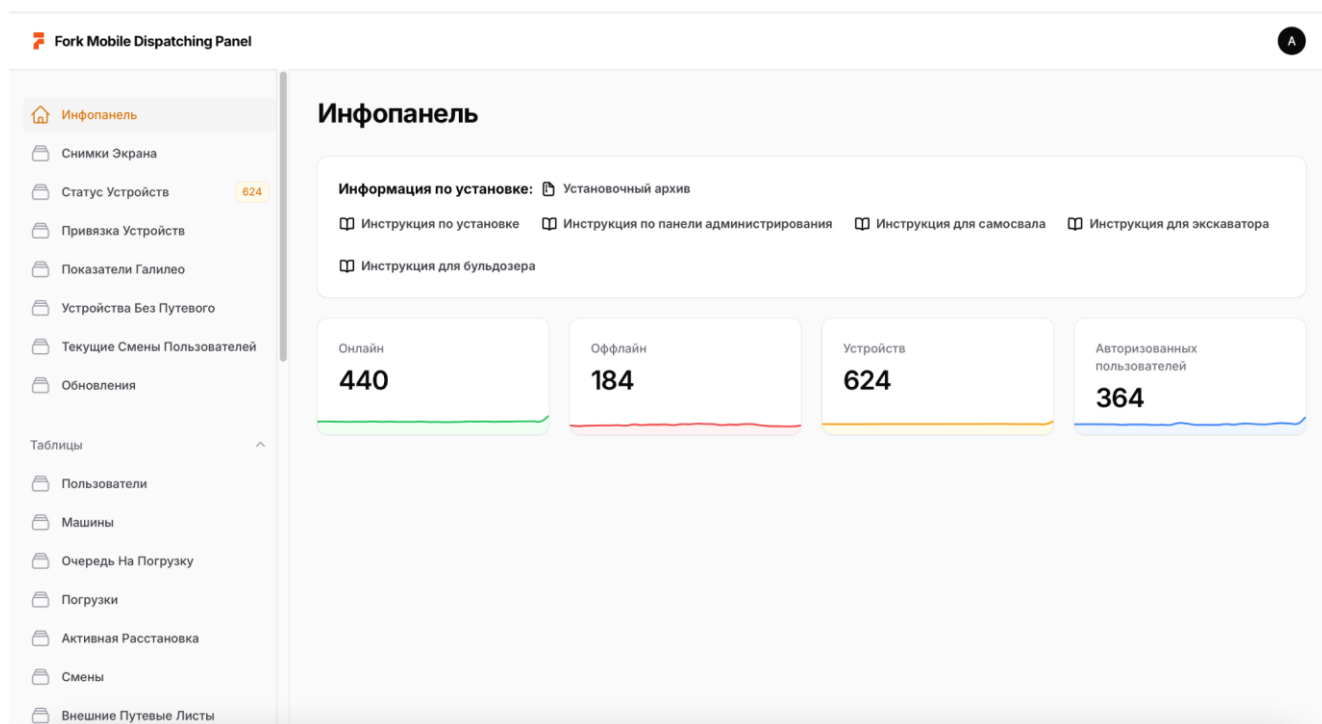 Fork Mobile Dispatching Panel
A
Инфопанель
Снимки Экрана
Статус Устройств 624
Привязка Устройств
Показатели Галилео
Устройства Без Путевого
Текущие Смены Пользователей
Обновления
Таблицы
Пользователи
Машины
Очередь На Погрузку
Погрузки
Активная Расстановка
Смены
Внешние Путевые Листы
Инфопанель
Информация по установке: Установочный архив
Инструкция по установке Инструкция по панели администрирования Инструкция для самосвала Инструкция для экскаватора
Инструкция для бульдозера
Онлайн
440
Оффлайн
184
Устройств
624
Авторизованных
пользователей
364